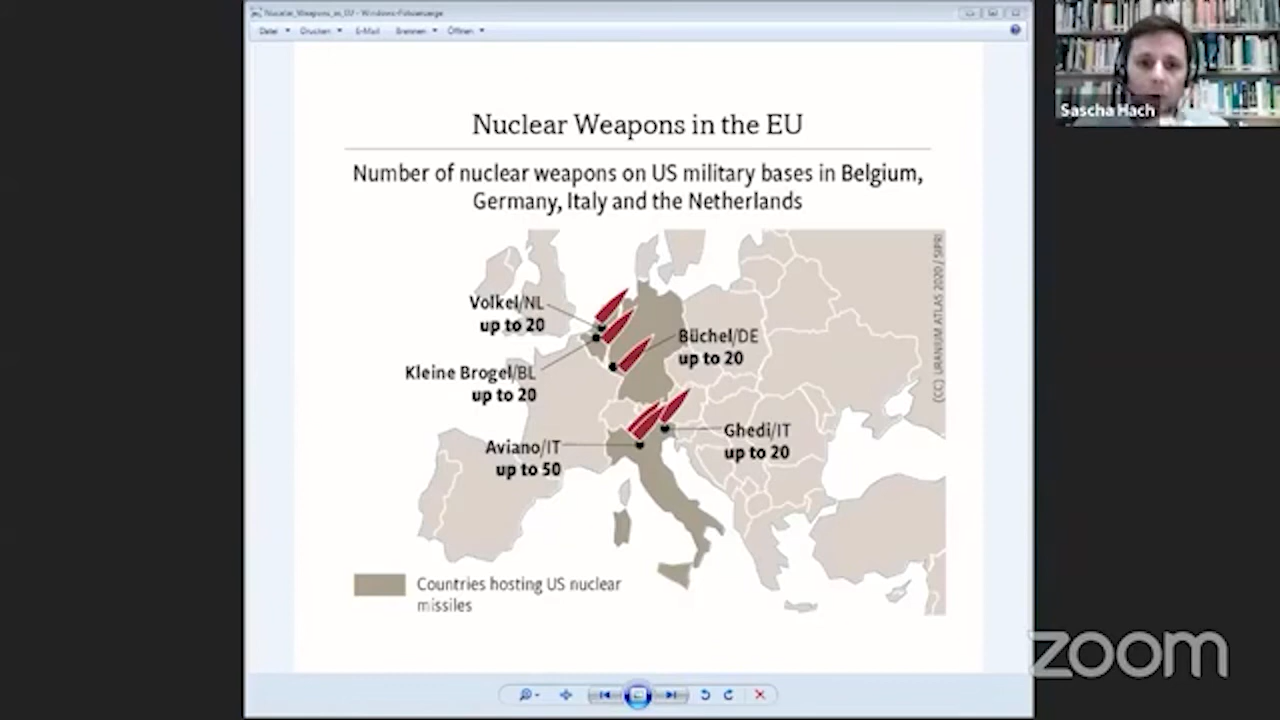 Nuclear_Weapons_in_EU - Windows-Fotoanzeige
Datei Drucken E-Mail Brennen Öffnen
Sascha Hach
Nuclear Weapons in the EU
Number of nuclear weapons on US military bases in Belgium,
Germany, Italy and the Netherlands
(CC) URANIUM ATLAS 2020 / SIPRI
Volkel/NL
up to 20
Büchel/DE
up to 20
Kleine Brogel/BL
up to 20
Ghedi/IT
up to 20
Aviano/IT
up to 50
Countries hosting US nuclear
missiles
zoom